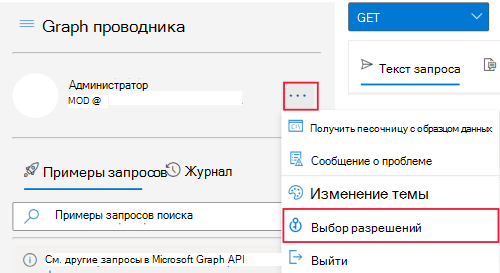 Graph проводника
GET
Текст запроса
Администратор
MOD @
...
Получить песочницу с образцом данных
Сообщение о проблеме
Примеры запросов
Журнал
Изменение темы
Примеры запросов поиска
Выбор разрешений
См. другие запросы в Microsoft Graph API
Выйти